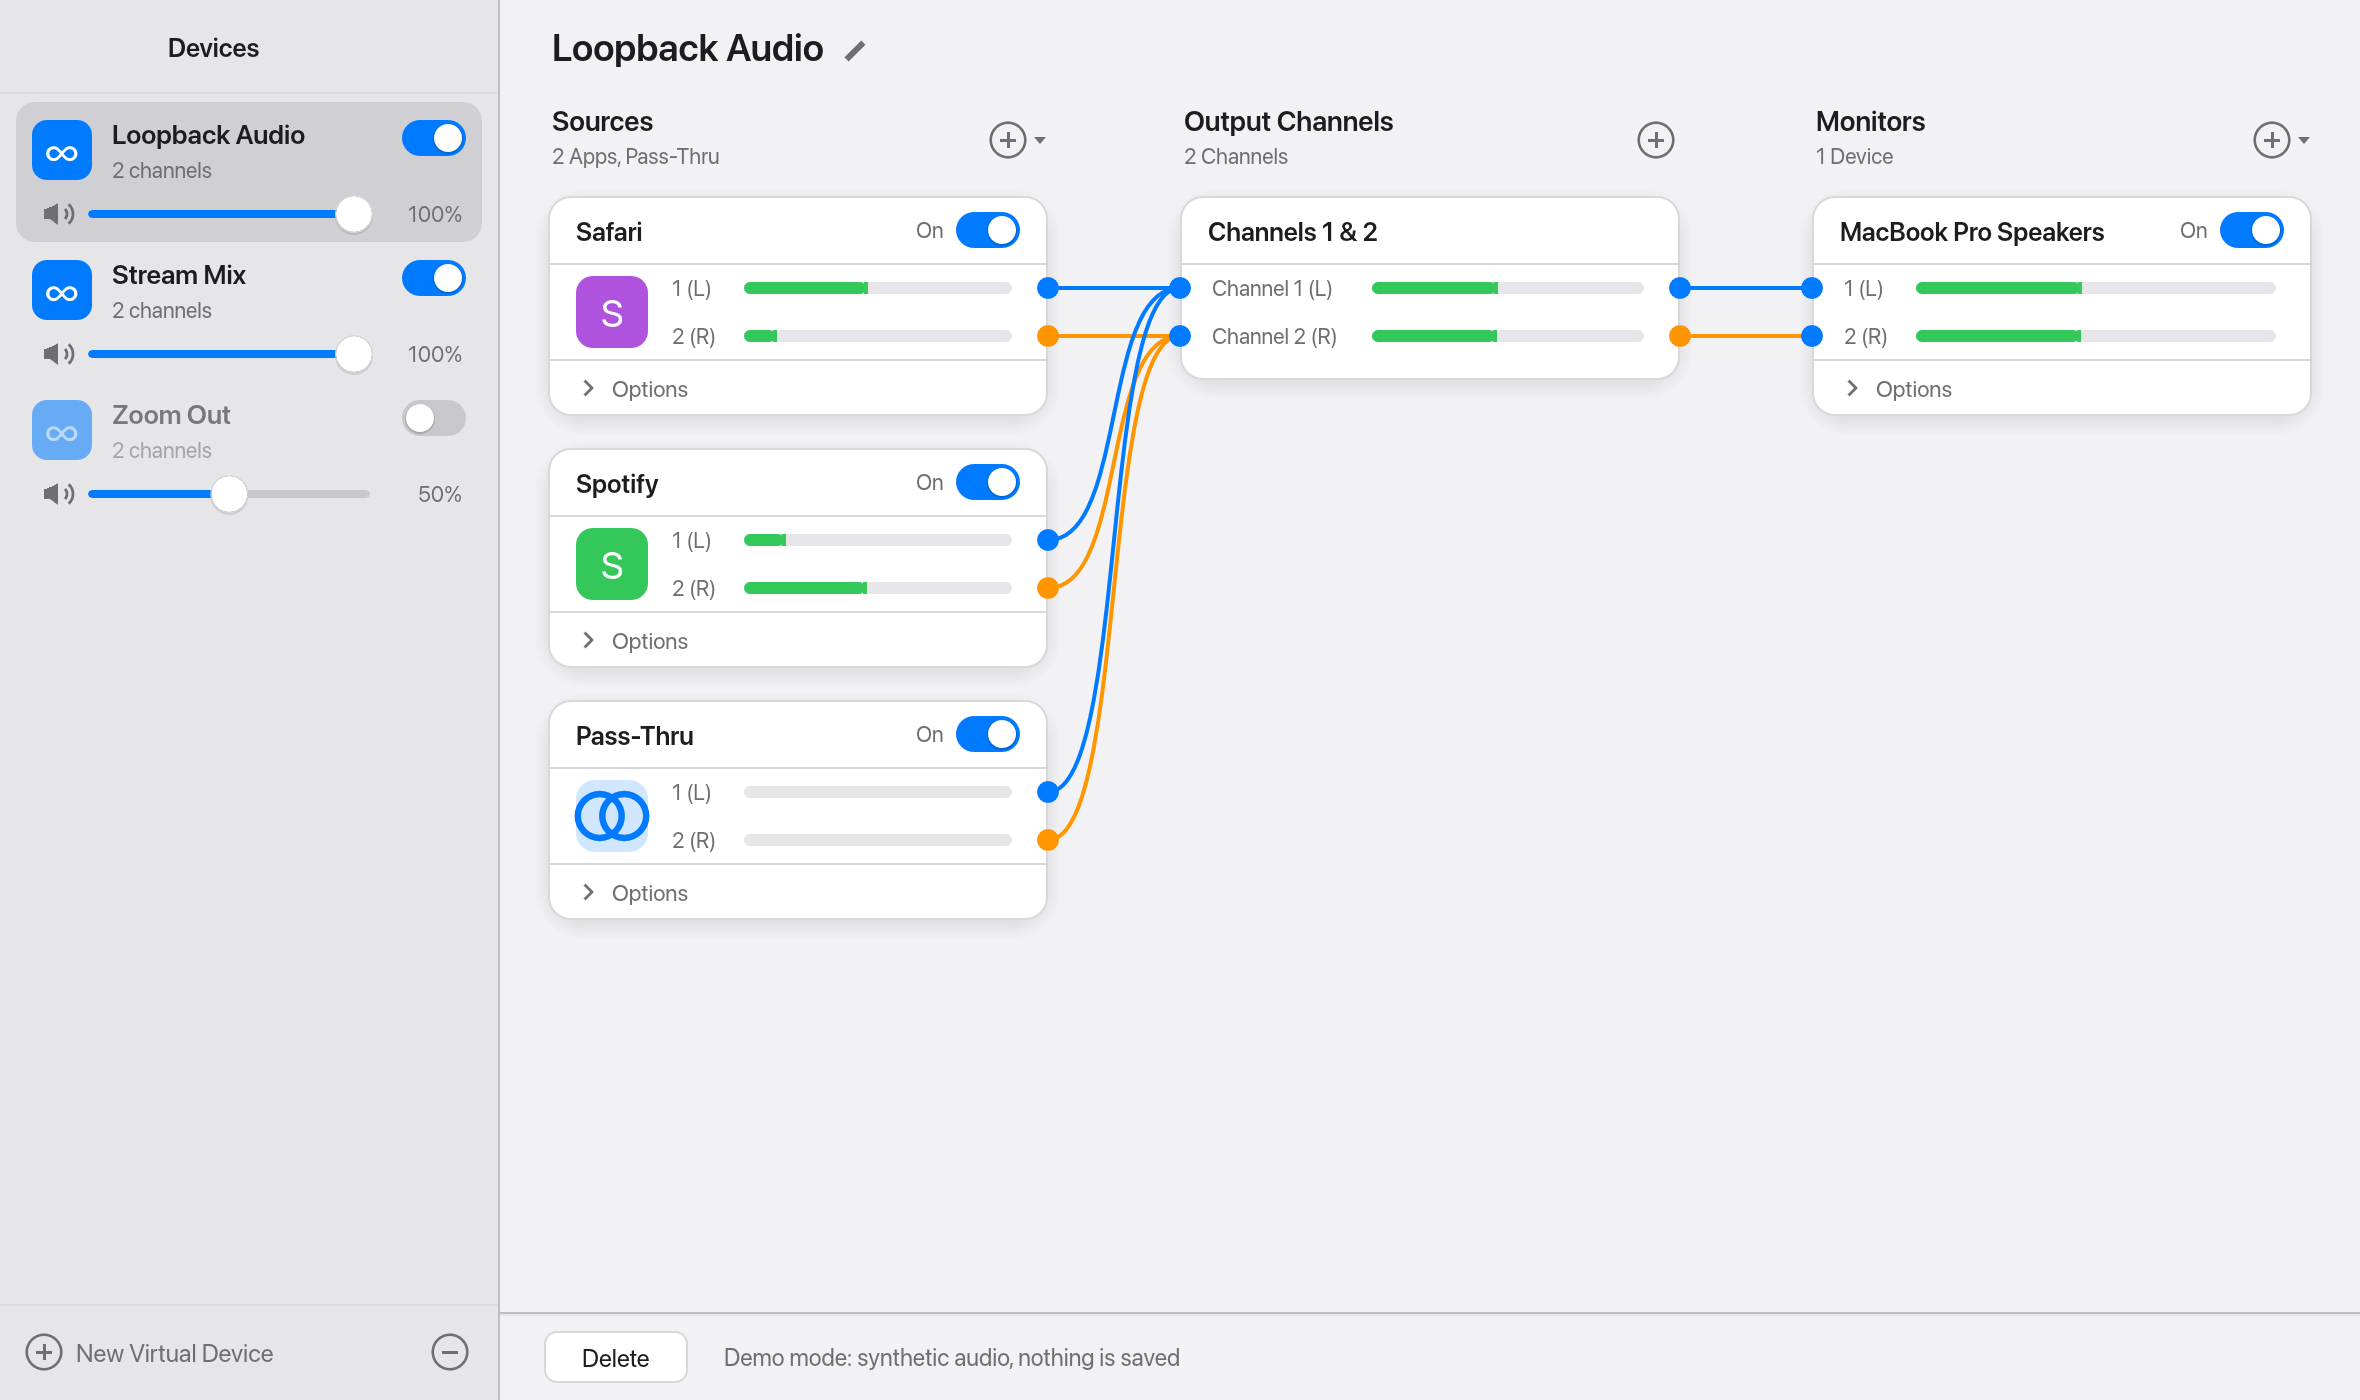 Devices
Loopback Audio
2 channels
100%
Stream Mix
2 channels
100%
Zoom Out
2 channels
50%
New Virtual Device
Loopback Audio
Sources
2 Apps, Pass-Thru
Safari
On
S
1 (L)
2 (R)
Options
Spotify
On
S
1 (L)
2 (R)
Options
Pass-Thru
On
1 (L)
2 (R)
Options
Output Channels
2 Channels
Channels 1 & 2
Channel 1 (L)
Channel 2 (R)
Monitors
1 Device
MacBook Pro Speakers
On
1 (L)
2 (R)
Options
Delete
Demo mode: synthetic audio, nothing is saved